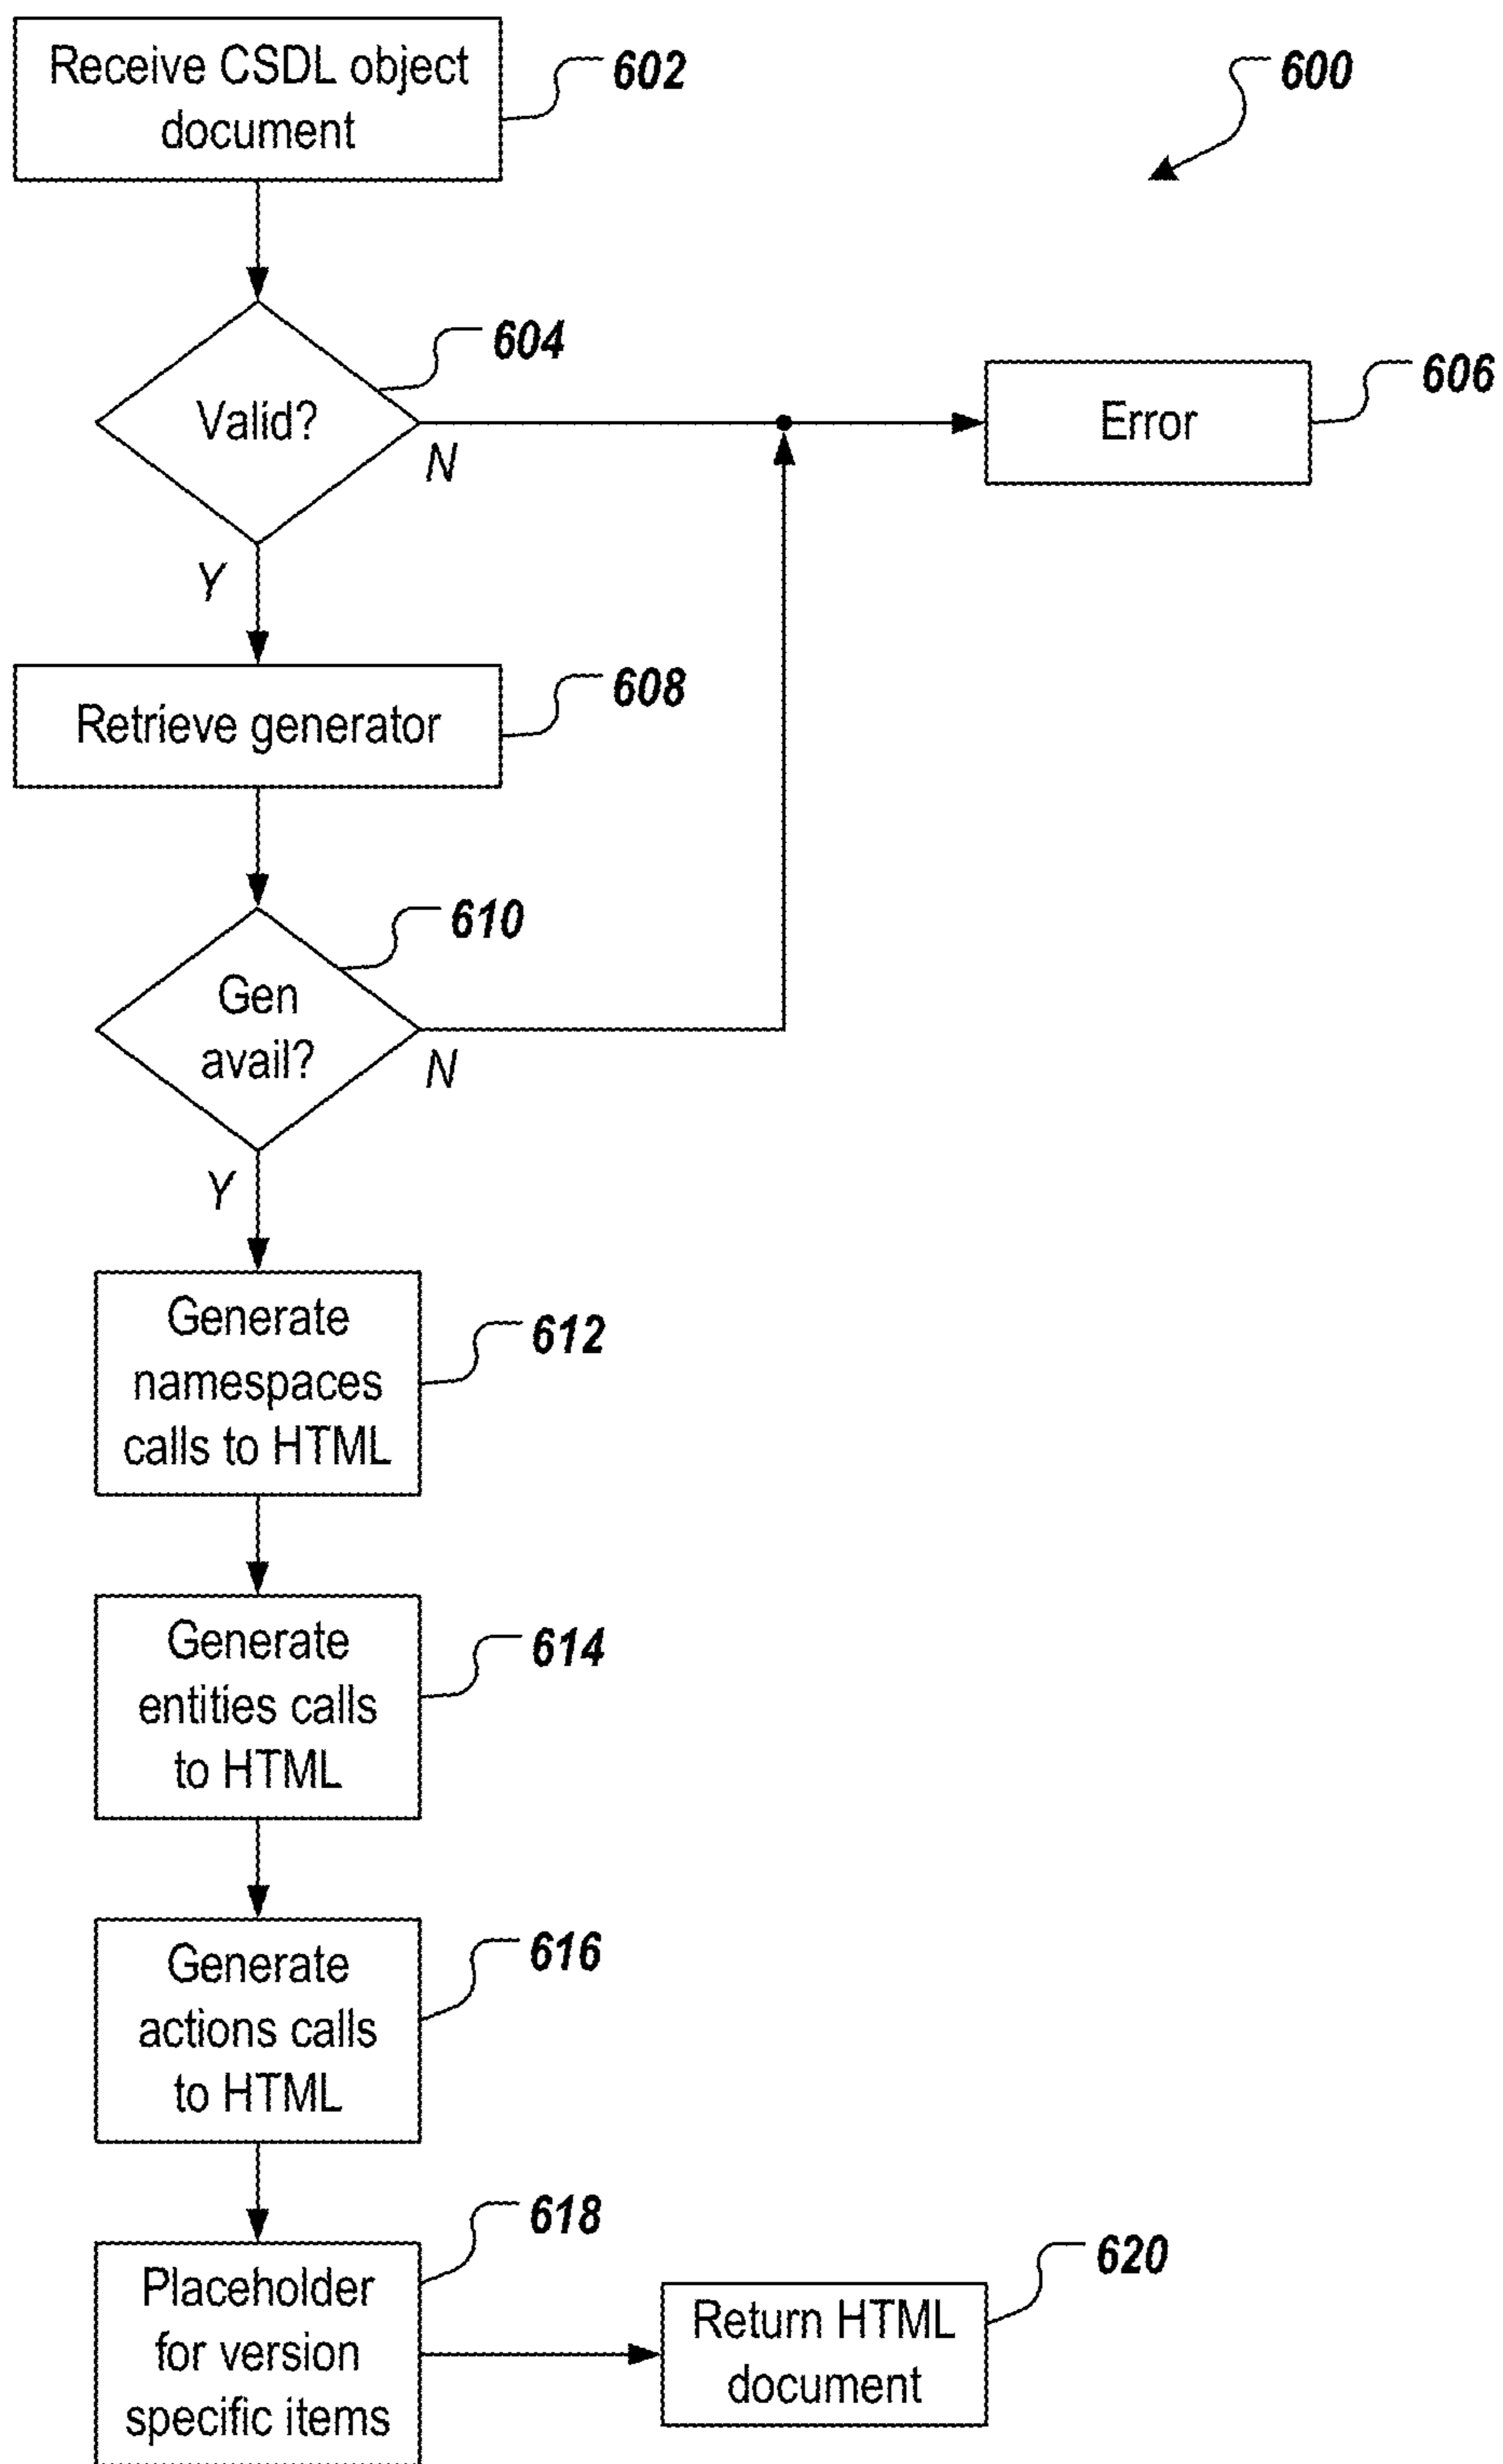 Receive CSDL object
document
602
600
Valid?
604
N
Y
Error
606
Retrieve generator
608
Gen
avail?
610
N
Y
Generate
namespaces
calls to HTML
612
Generate
entities calls
to HTML
614
Generate
actions calls
to HTML
616
Placeholder
for version
specific items
618
Return HTML
document
620